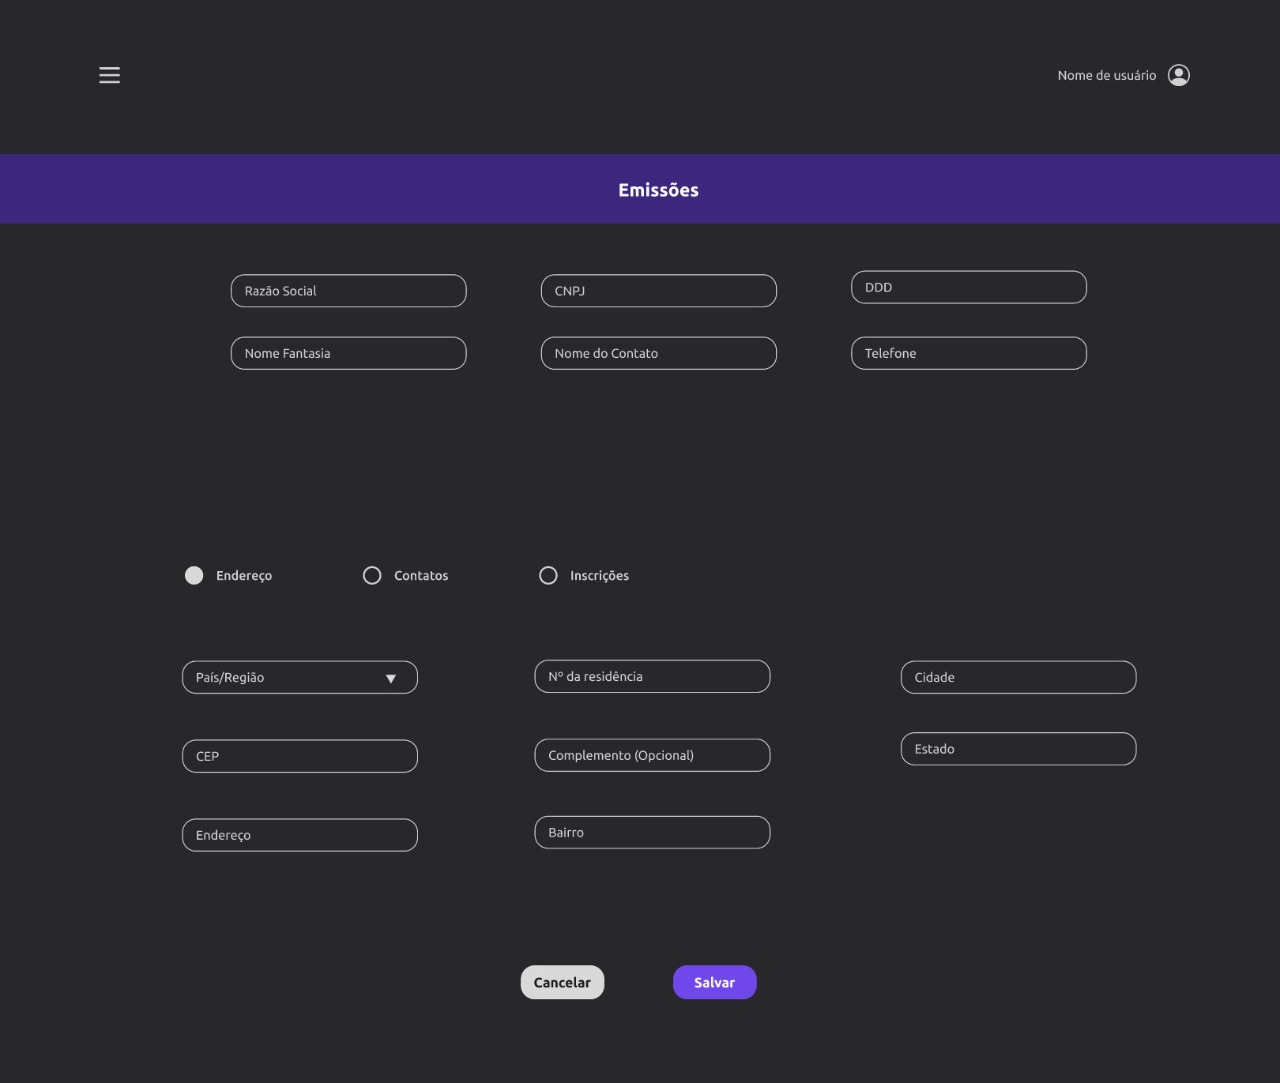 Nome de usuário
Emissões
Razão Social
CNPJ
DDD
Nome Fantasia
Nome do Contato
Telefone
Endereço
Contatos
Inscrições
País/Região
Nº da residência
Cidade
CEP
Complemento (Opcional)
Estado
Endereço
Bairro
Cancelar
Salvar